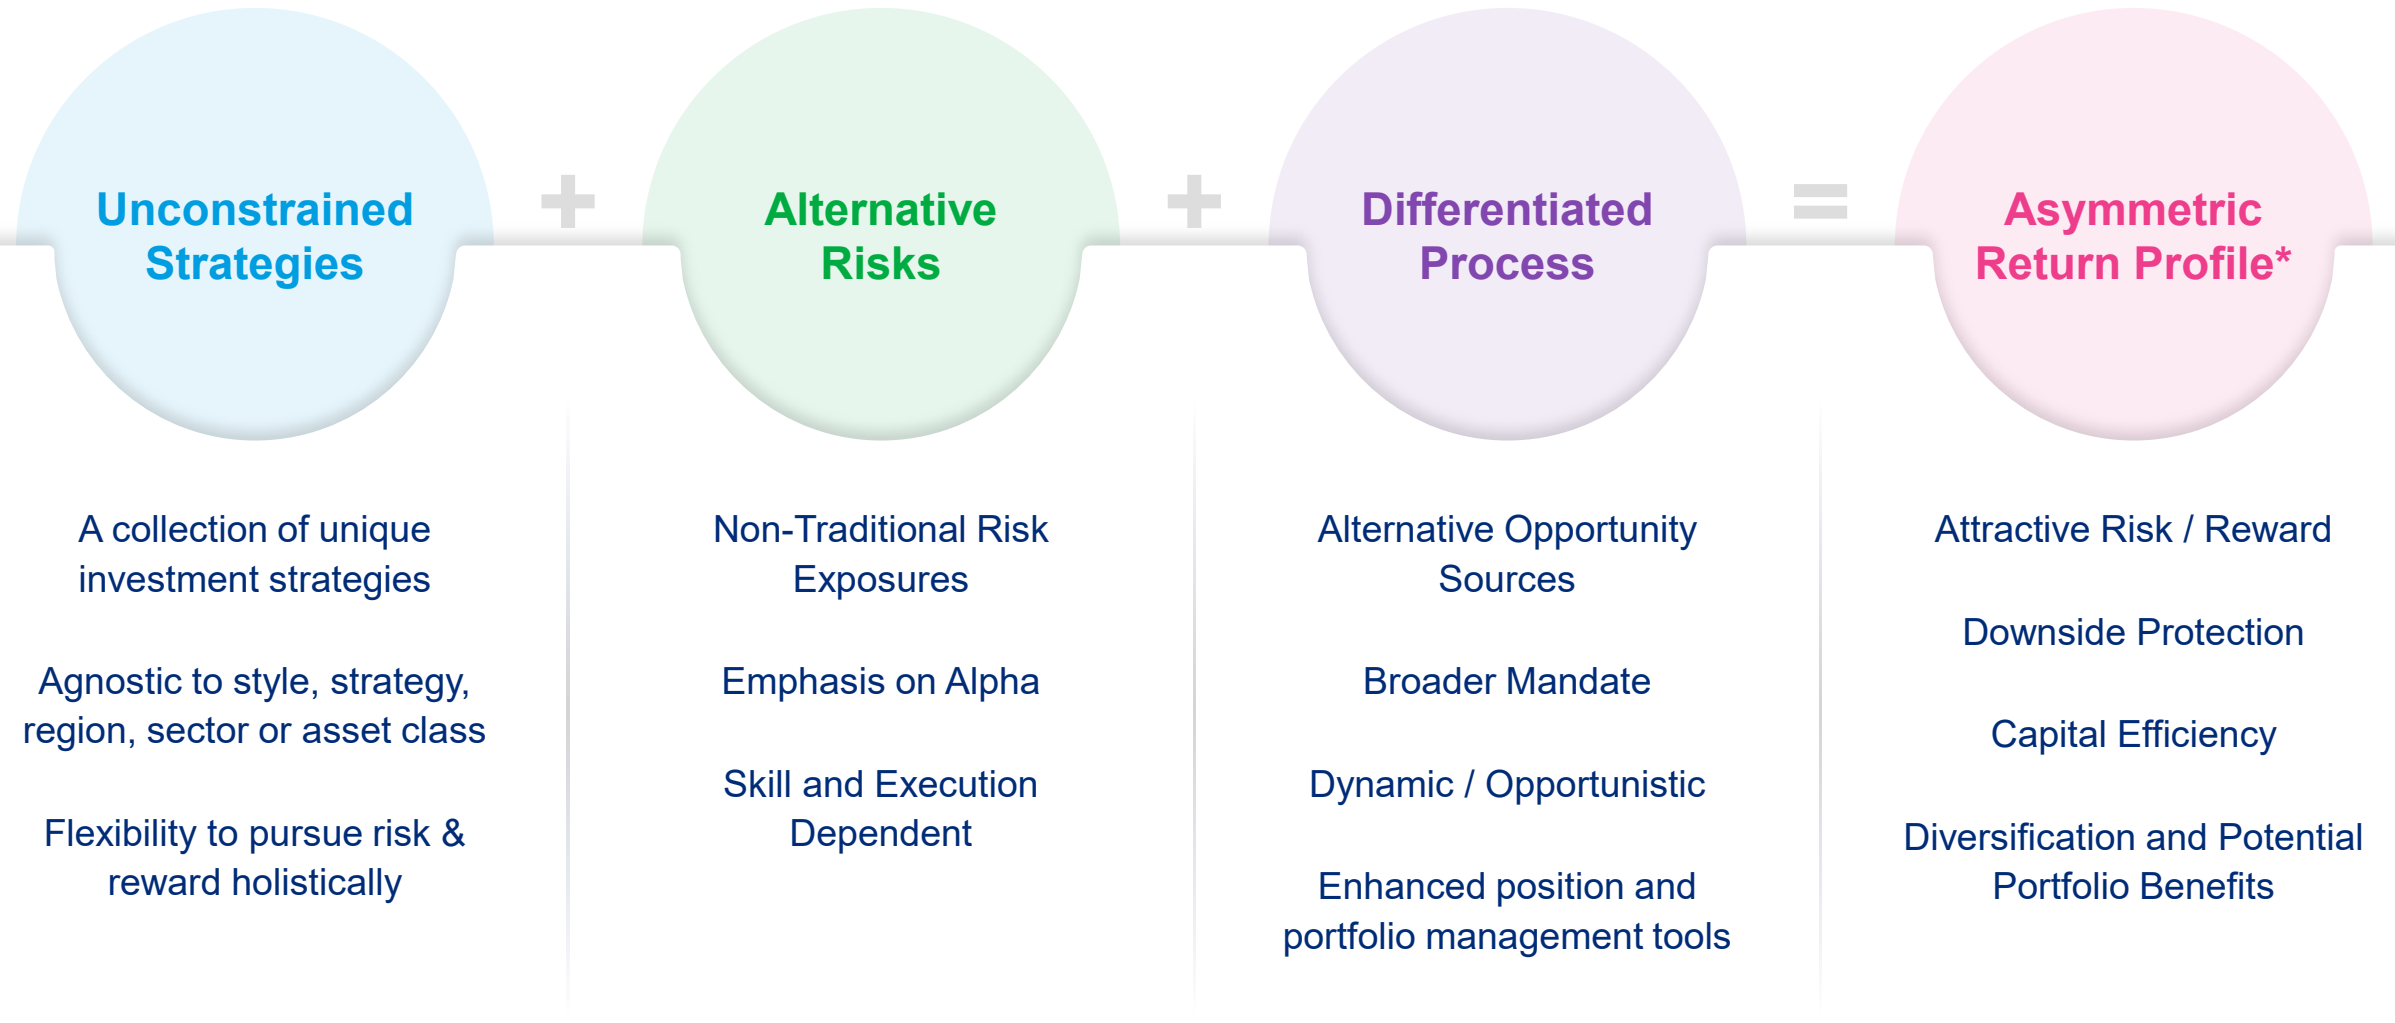 Unconstrained
Strategies
+
Alternative
Risks
+
Differentiated
Process
=
Asymmetric
Return Profile*
A collection of unique
investment strategies
Agnostic to style, strategy,
region, sector or asset class
Flexibility to pursue risk &
reward holistically
Non-Traditional Risk
Exposures
Emphasis on Alpha
Skill and Execution
Dependent
Alternative Opportunity
Sources
Broader Mandate
Dynamic / Opportunistic
Enhanced position and
portfolio management tools
Attractive Risk / Reward
Downside Protection
Capital Efficiency
Diversification and Potential
Portfolio Benefits